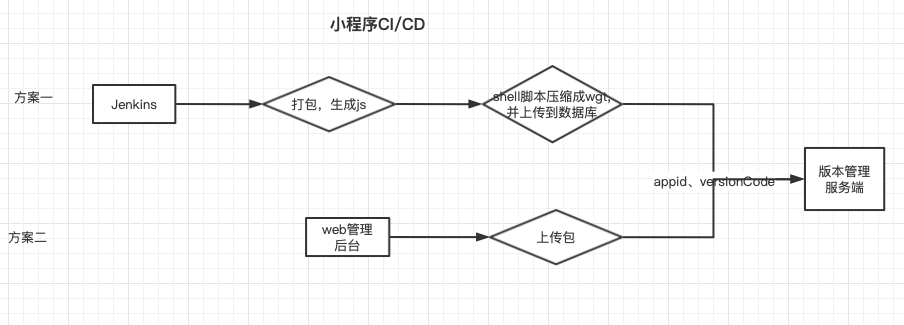 小程序CI/CD
方案一
Jenkins
打包，生成js
shell脚本压缩成wgt,
并上传到数据库
appid、versionCode
版本管理
服务端
方案二
web管理
后台
上传包